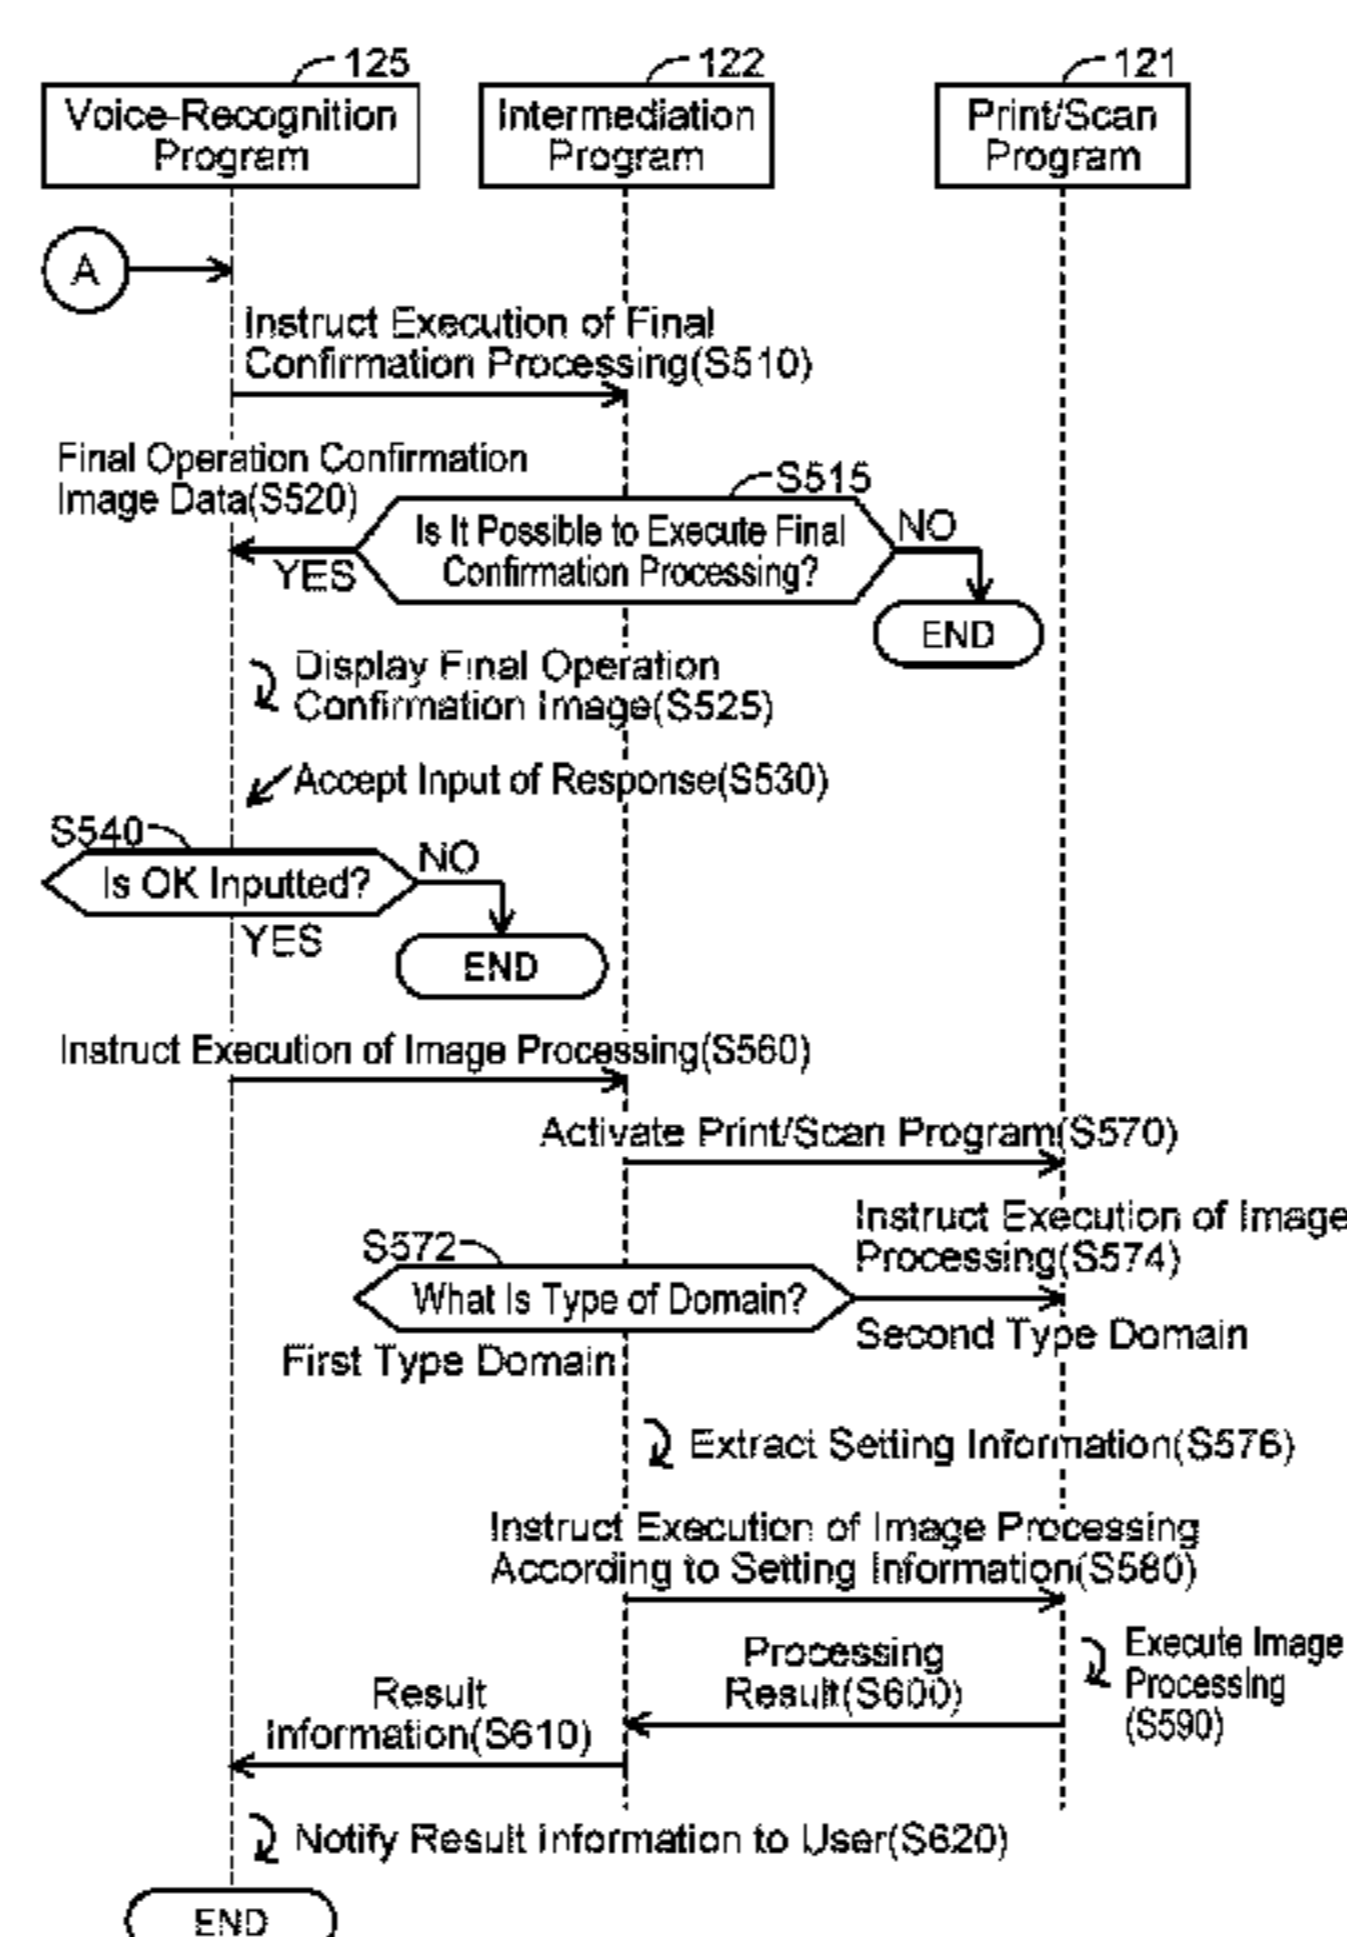 125
122
121
Voice-Recognition
Program
Intermediation
Program
Print/Scan
Program
A
Instruct Execution of Final
Confirmation Processing(S510)
Final Operation Confirmation
Image Data(S520)
S515
Is It Possible to Execute Final
Confirmation Processing?
NO
YES
END
Display Final Operation
Confirmation Image(S525)
Accept Input of Response(S530)
S540
Is OK Inputted?
NO
YES
END
Instruct Execution of Image Processing(S560)
Activate Print/Scan Program(S570)
Instruct Execution of Image
Processing(S574)
S572
What Is Type of Domain?
Second Type Domain
First Type Domain
Extract Setting Information(S576)
Instruct Execution of Image Processing
According to Setting Information(S580)
Execute Image
Processing
(S590)
Processing
Result(S600)
Result
Information(S610)
Notify Result Information to User(S620)
END